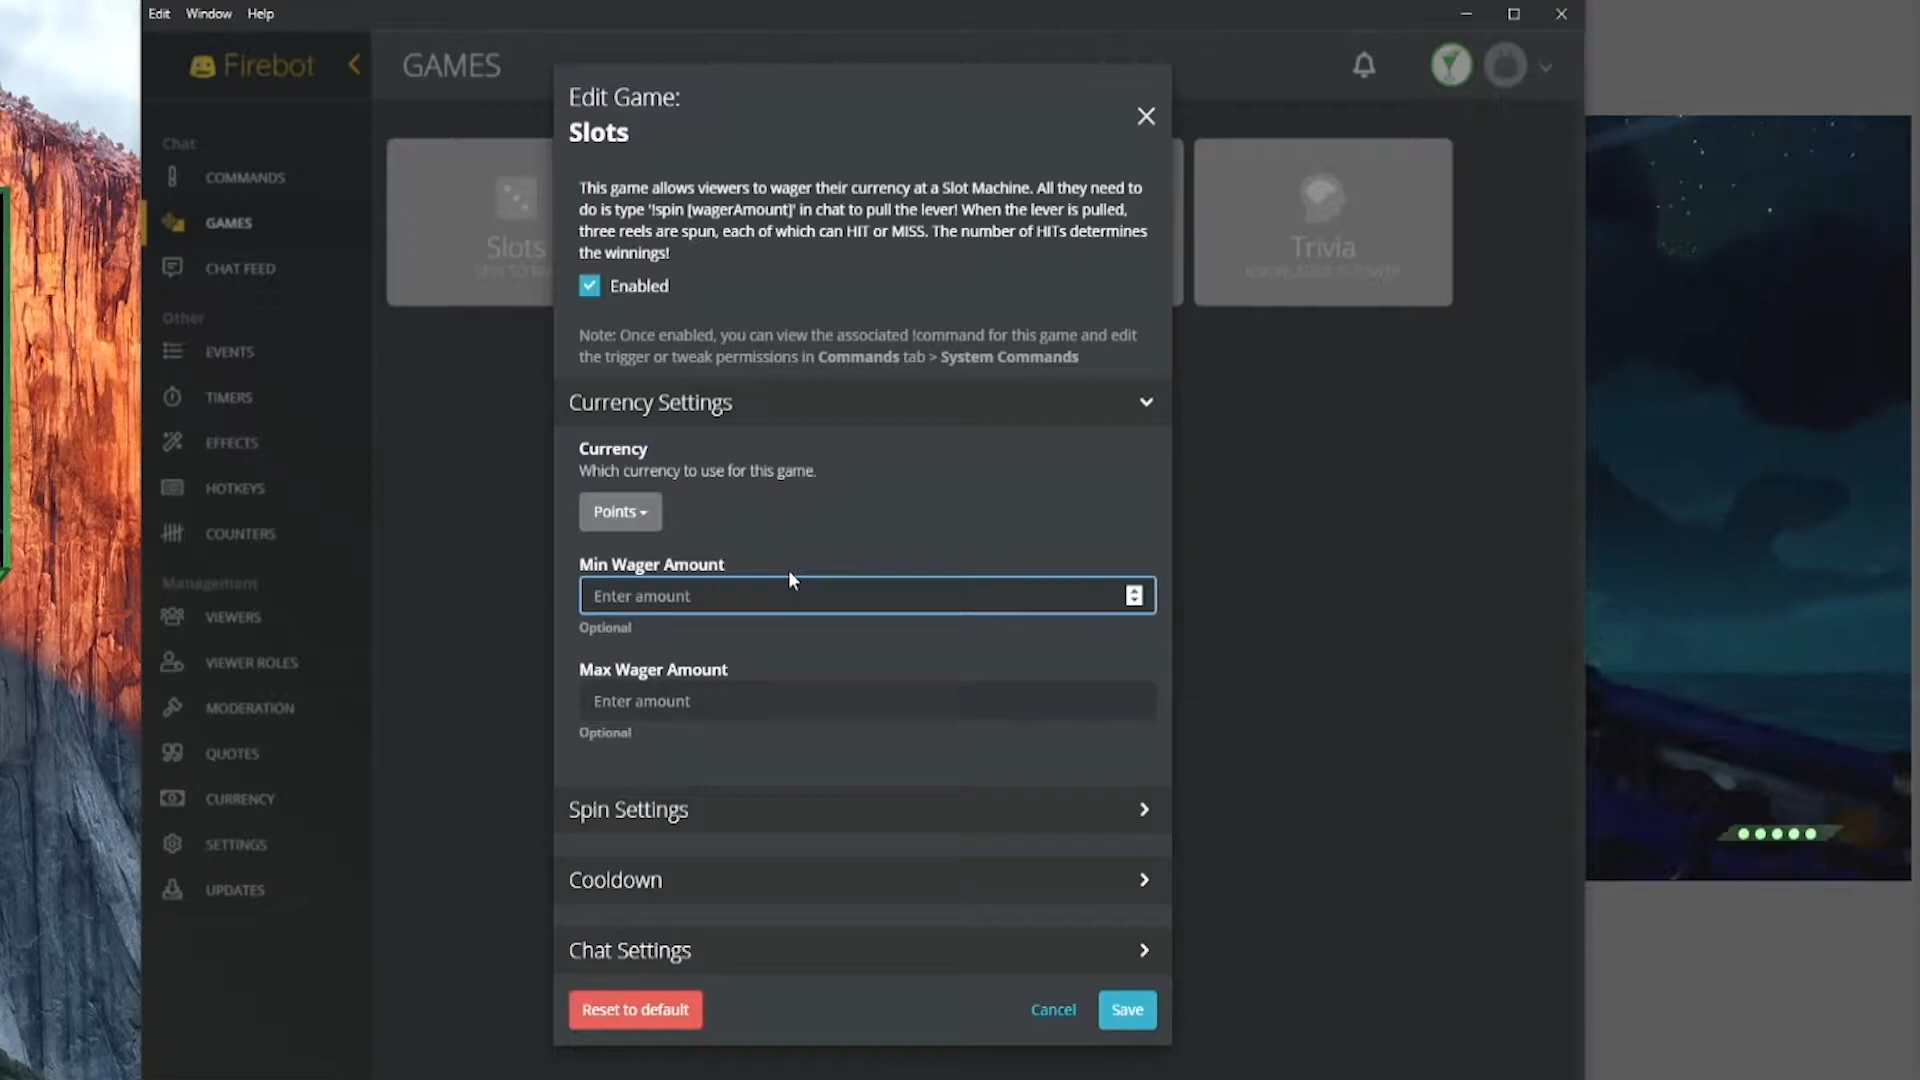 Edit Window Help
Firebot
GAMES
Chat
COMMANDS
GAMES
CHAT FEED
Other
EVENTS
TIMERS
EFFECTS
HOTKEYS
COUNTERS
Management
VIEWERS
VIEWER ROLES
MODERATION
QUOTES
CURRENCY
SETTINGS
UPDATES
Slots
Trivia
Edit Game:
Slots
This game allows viewers to wager their currency at a Slot Machine. All they need to
do is type '!spin [wagerAmount]' in chat to pull the lever! When the lever is pulled,
three reels are spun, each of which can HIT or MISS. The number of HITs determines
the winnings!
Enabled
Note: Once enabled, you can view the associated !command for this game and edit
the trigger or tweak permissions in Commands tab > System Commands
Currency Settings
Currency
Which currency to use for this game.
Points
Min Wager Amount
Enter amount
Optional
Max Wager Amount
Enter amount
Optional
Spin Settings
Cooldown
Chat Settings
Reset to default
Cancel
Save